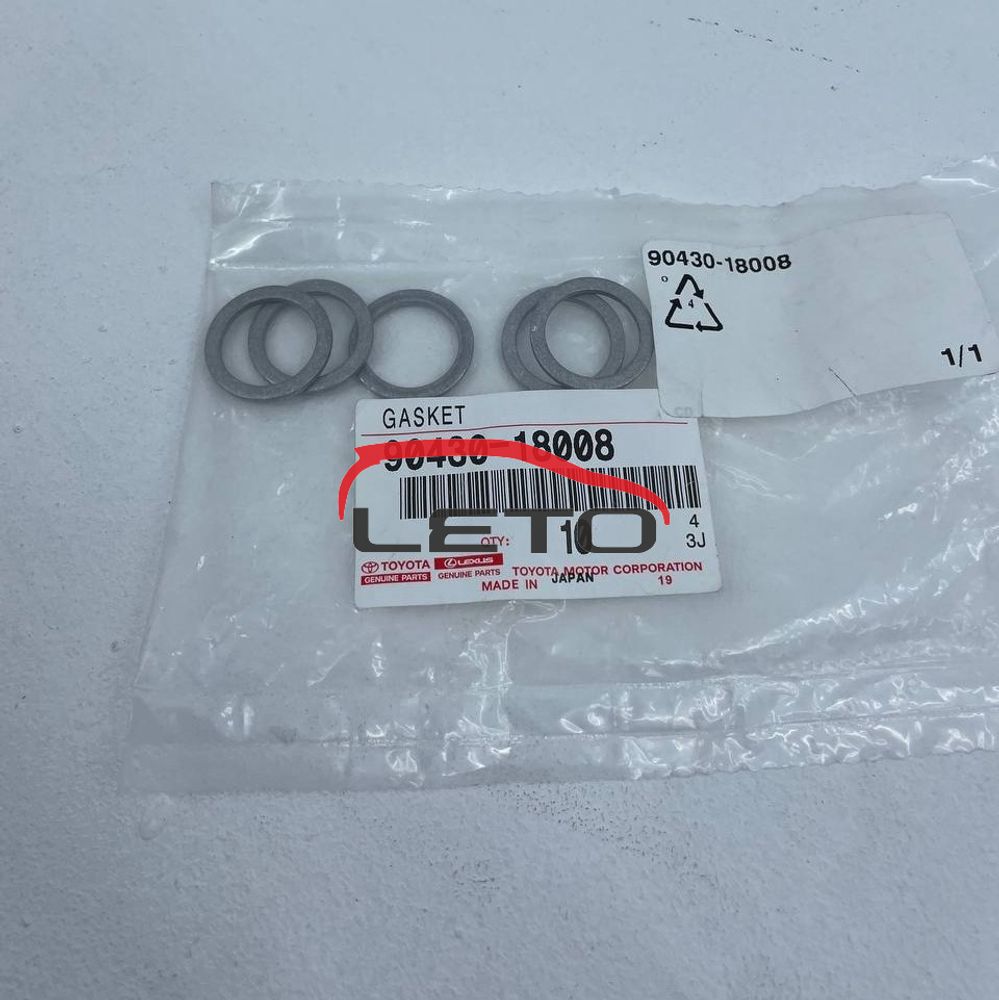 90430-18008
4
1/1
GASKET
90430-18008
LETO
QTY: 10
4
3J
TOYOTA LEXUS
GENUINE PARTS GENUINE PARTS TOYOTA MOTOR CORPORATION
MADE IN JAPAN 19